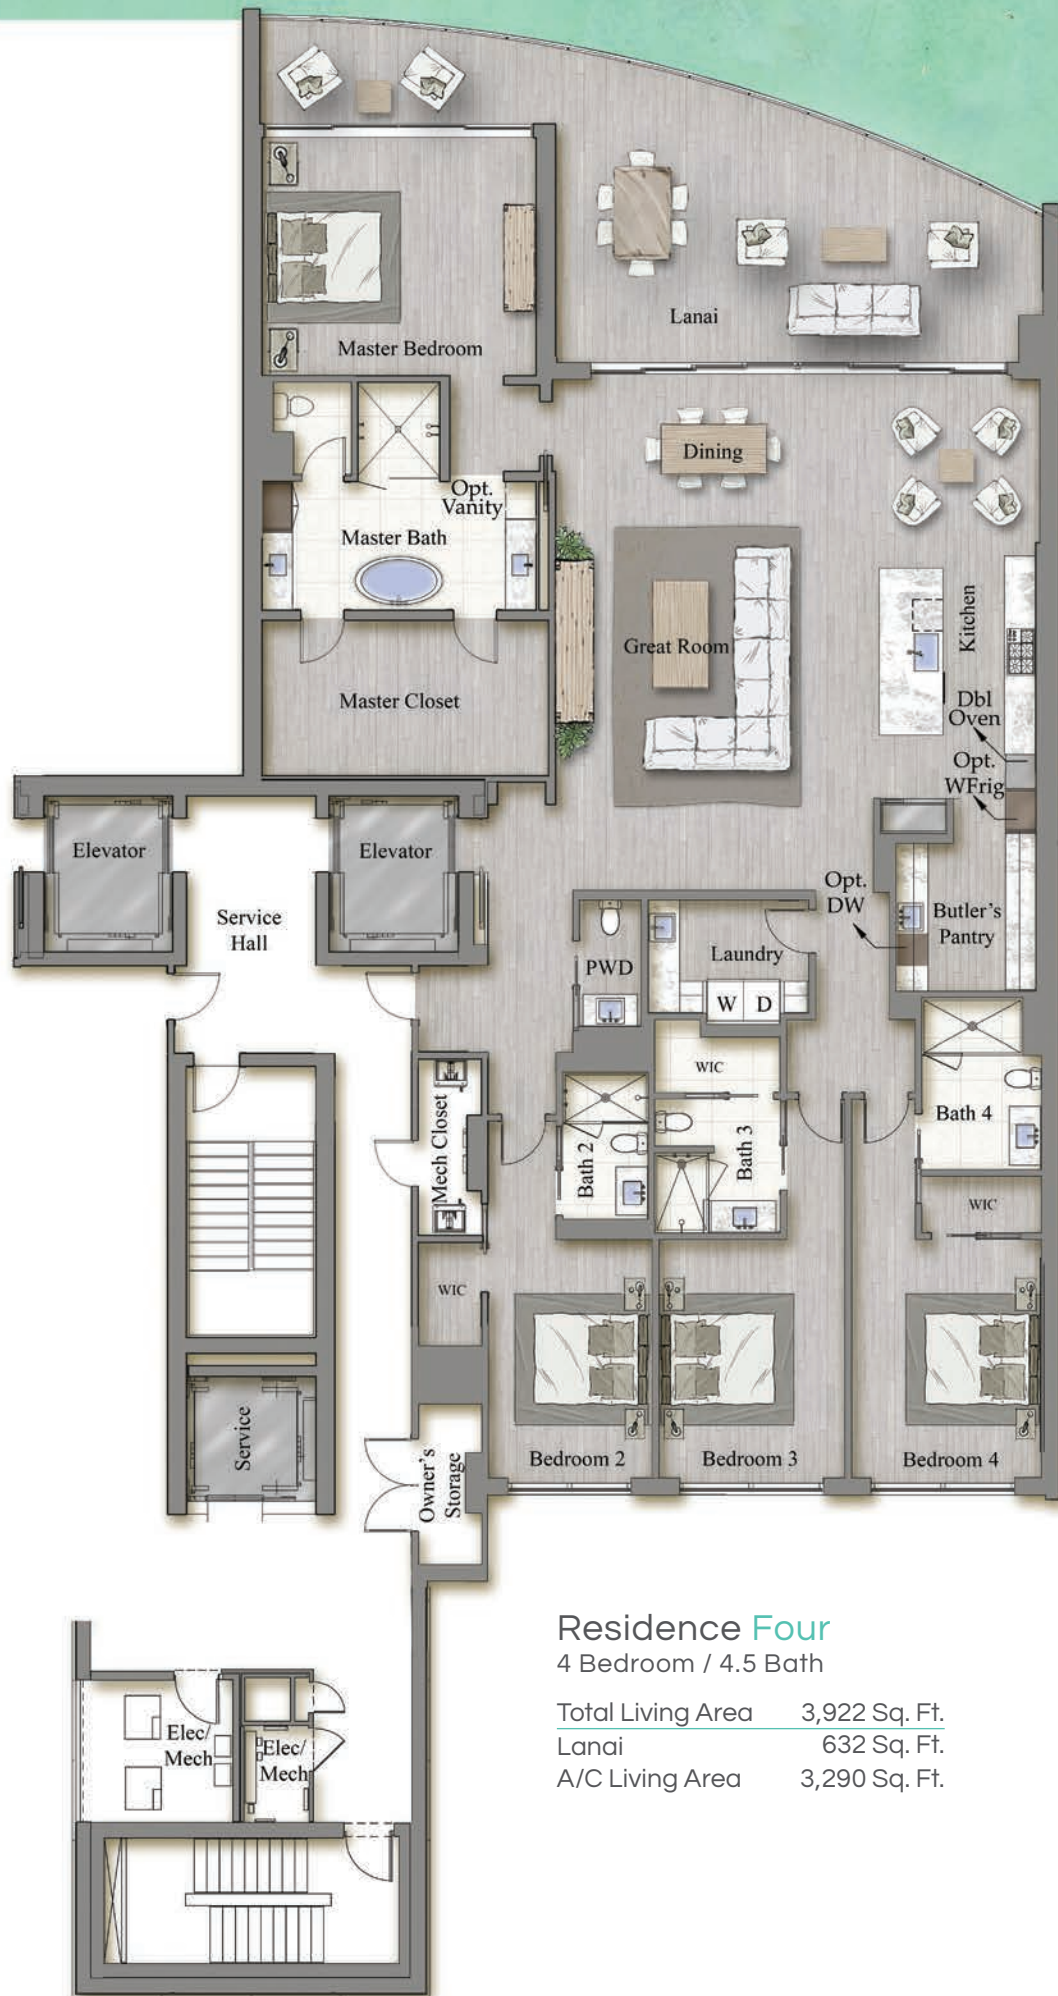 Lanai
Master Bedroom
Dining
Opt.
Vanity
Master Bath
Kitchen
Great Room
Master Closet
Dbl
Oven
Opt.
WFrig
Elevator
Elevator
Service
Hall
Opt.
DW
Butler's
Pantry
PWD
Laundry
W D
WIC
Mech Closet
Bath 2
Bath 3
Bath 4
WIC
WIC
Service
Owner's
Storage
Bedroom 2
Bedroom 3
Bedroom 4
Residence Four
4 Bedroom / 4.5 Bath
Total Living Area 3,922 Sq. Ft.
Lanai 632 Sq. Ft.
A/C Living Area 3,290 Sq. Ft.
Elec/
Mech
Elec/
Mech